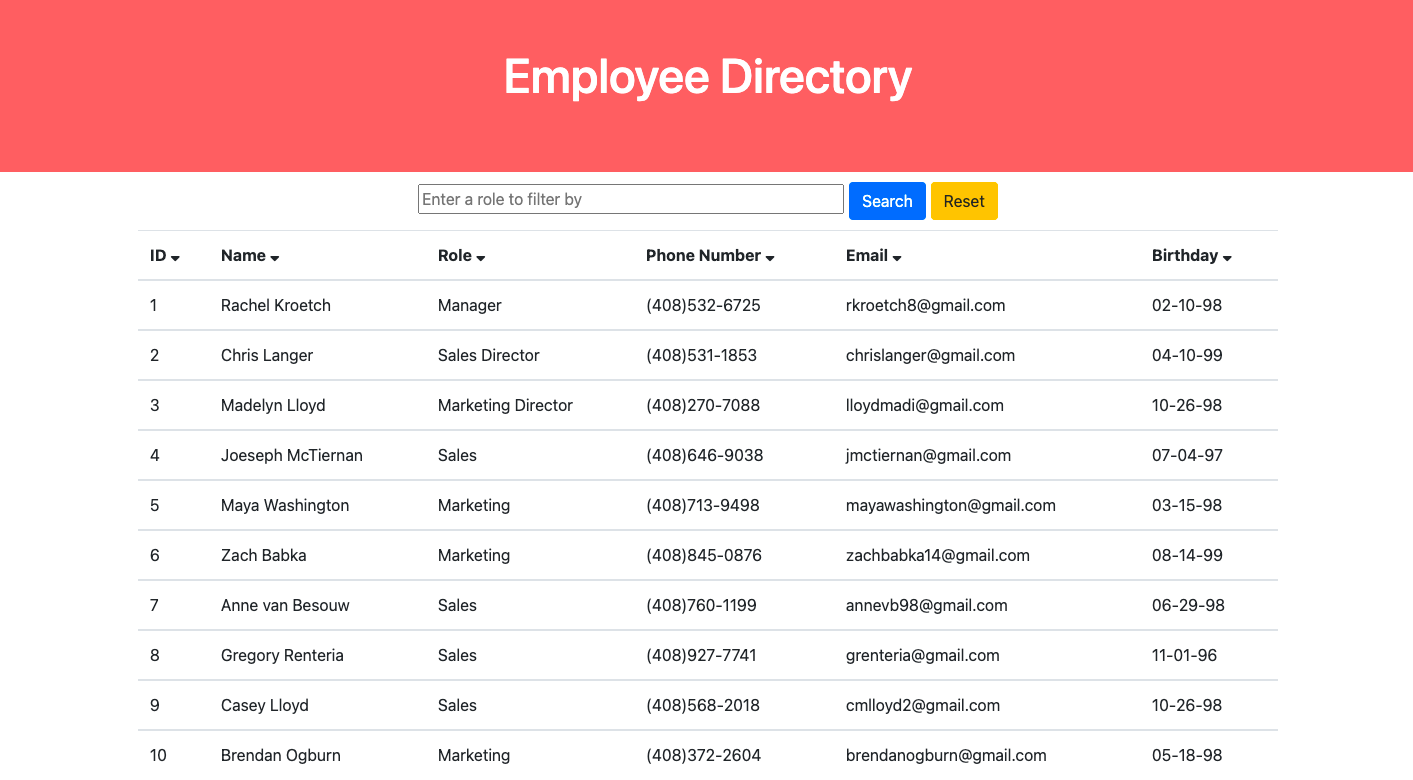 Employee Directory
Enter a role to filter by Search Reset
ID Name Role Phone Number Email Birthday
1 Rachel Kroetch Manager (408)532-6725 rkroetch8@gmail.com 02-10-98
2 Chris Langer Sales Director (408)531-1853 chrislanger@gmail.com 04-10-99
3 Madelyn Lloyd Marketing Director (408)270-7088 lloydmadi@gmail.com 10-26-98
4 Joeseph McTiernan Sales (408)646-9038 jmctiernan@gmail.com 07-04-97
5 Maya Washington Marketing (408)713-9498 mayawashington@gmail.com 03-15-98
6 Zach Babka Marketing (408)845-0876 zachbabka14@gmail.com 08-14-99
7 Anne van Besouw Sales (408)760-1199 annevb98@gmail.com 06-29-98
8 Gregory Renteria Sales (408)927-7741 grenteria@gmail.com 11-01-96
9 Casey Lloyd Sales (408)568-2018 cmlloyd2@gmail.com 10-26-98
10 Brendan Ogburn Marketing (408)372-2604 brendanogburn@gmail.com 05-18-98